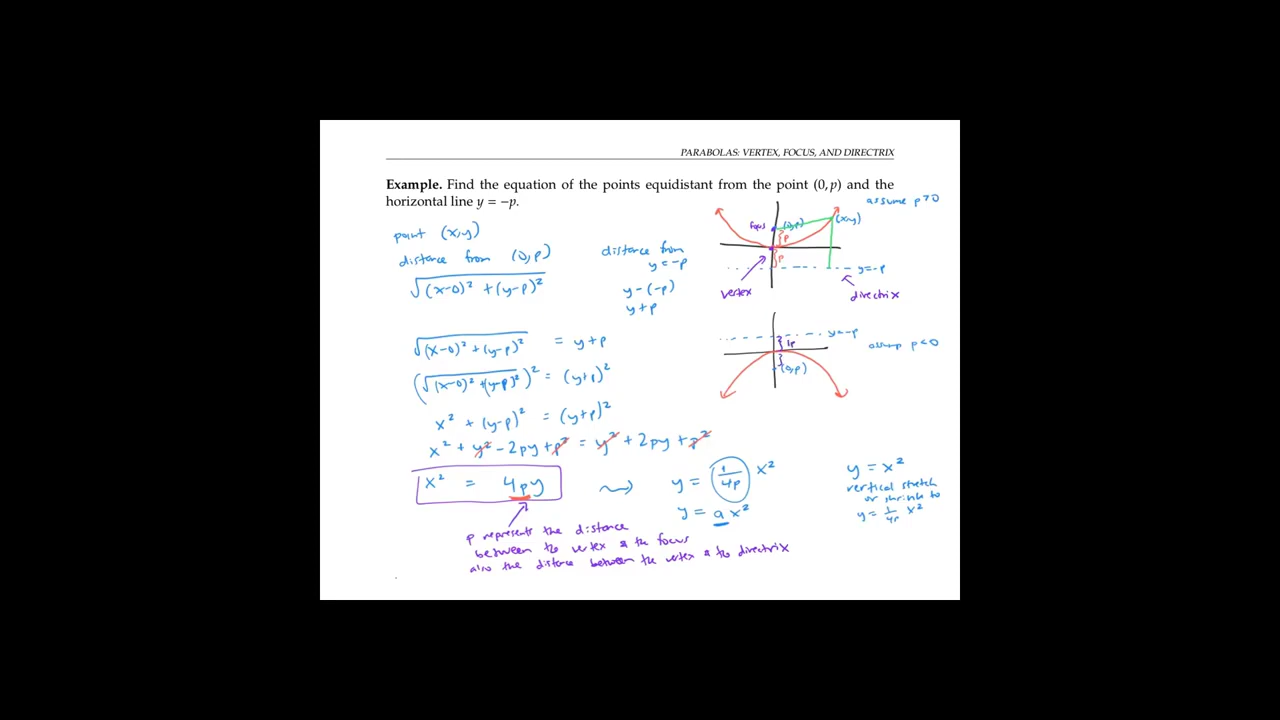 PARABOLAS: VERTEX, FOCUS, AND DIRECTRIX
Example. Find the equation of the points equidistant from the point (0, p) and the
horizontal line y = −p.
assume p > 0
focus (0,p) (x,y)
p
p
y=-p
vertex
directrix
point (x,y)
distance from (0,p)
√((x-0)² + (y-p)²)
distance from
y = -p
y - (-p)
y + p
y=-p
p
(0,p)
p < 0
√((x-0)² + (y-p)²) = y+p
(√((x-0)² + (y-p)²))² = (y+p)²
x² + (y-p)² = (y+p)²
x² + y² - 2py + p² = y² + 2py + p²
x² = 4py
y = 1/4p x²
y = a x²
y = x²
vertical stretch
or shrink to
y = 1/4p x²
p represents the distance
between the vertex & the focus
also the distance between the vertex & the directrix